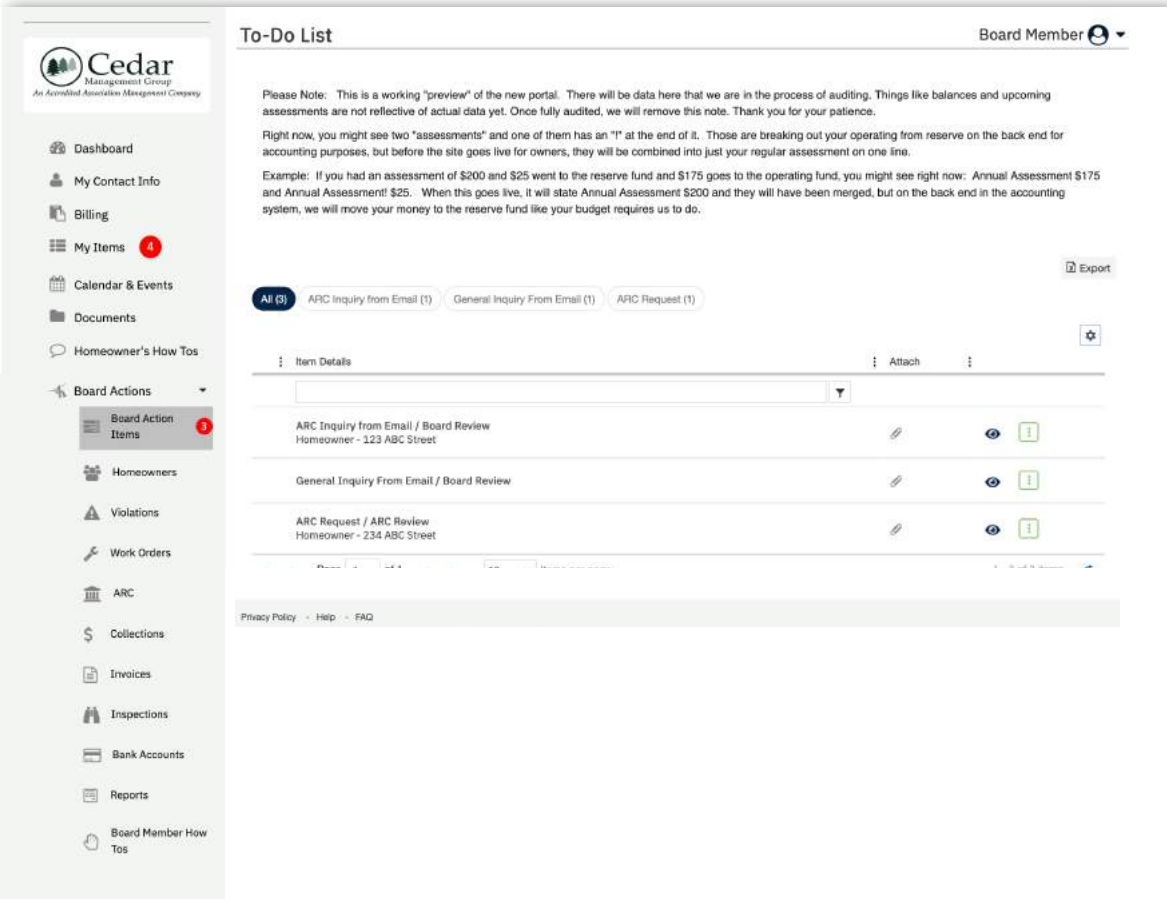 Cedar
Management Group
An Accredited Association Management Company
To-Do List
Board Member
Please Note: This is a working "preview" of the new portal. There will be data here that we are in the process of auditing. Things like balances and upcoming
assessments are not reflective of actual data yet. Once fully audited, we will remove this note. Thank you for your patience.
Right now, you might see two "assessments" and one of them has an "!" at the end of it. Those are breaking out your operating from reserve on the back end for
accounting purposes, but before the site goes live for owners, they will be combined into just your regular assessment on one line.
Example: If you had an assessment of $200 and $25 went to the reserve fund and $175 goes to the operating fund, you might see right now: Annual Assessment $175
and Annual Assessment! $25. When this goes live, it will state Annual Assessment $200 and they will have been merged, but on the back end in the accounting
system, we will move your money to the reserve fund like your budget requires us to do.
Dashboard
My Contact Info
Billing
My Items 4
Calendar & Events
Documents
Homeowner's How Tos
Board Actions
Board Action
Items 3
Homeowners
Violations
Work Orders
ARC
Collections
Invoices
Inspections
Bank Accounts
Reports
Board Member How
Tos
Export
All (3) ARC Inquiry from Email (1) General Inquiry From Email (1) ARC Request (1)
Item Details Attach
ARC Inquiry from Email / Board Review
Homeowner - 123 ABC Street
General Inquiry From Email / Board Review
ARC Request / ARC Review
Homeowner - 234 ABC Street
Privacy Policy - Help - FAQ